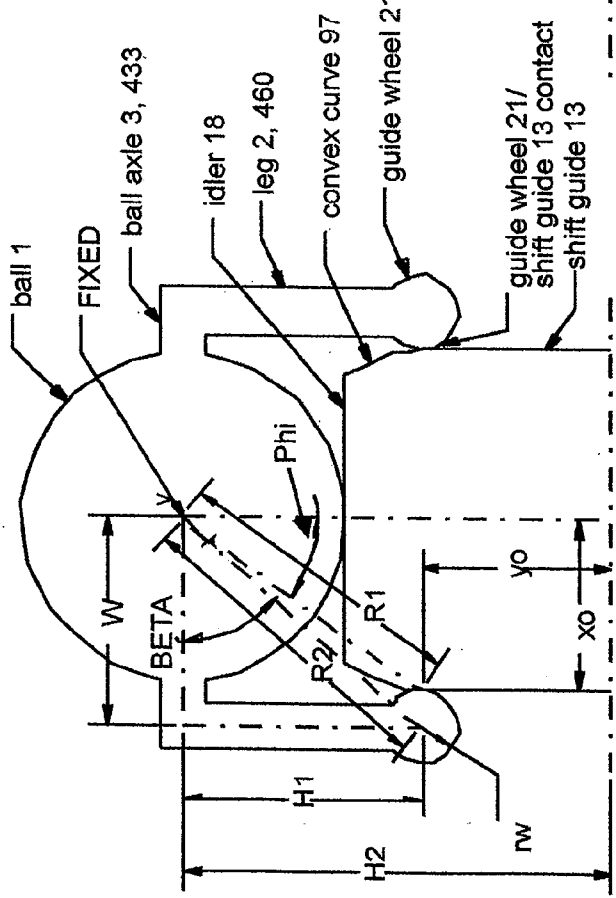 ball 1
FIXED
ball axle 3, 433
idler 18
leg 2, 460
convex curve 97
guide wheel 21
guide wheel 21/
shift guide 13 contact
shift guide 13
Phi
W
BETA
Y
X
R1
R2
yo
xo
H1
H2
rw